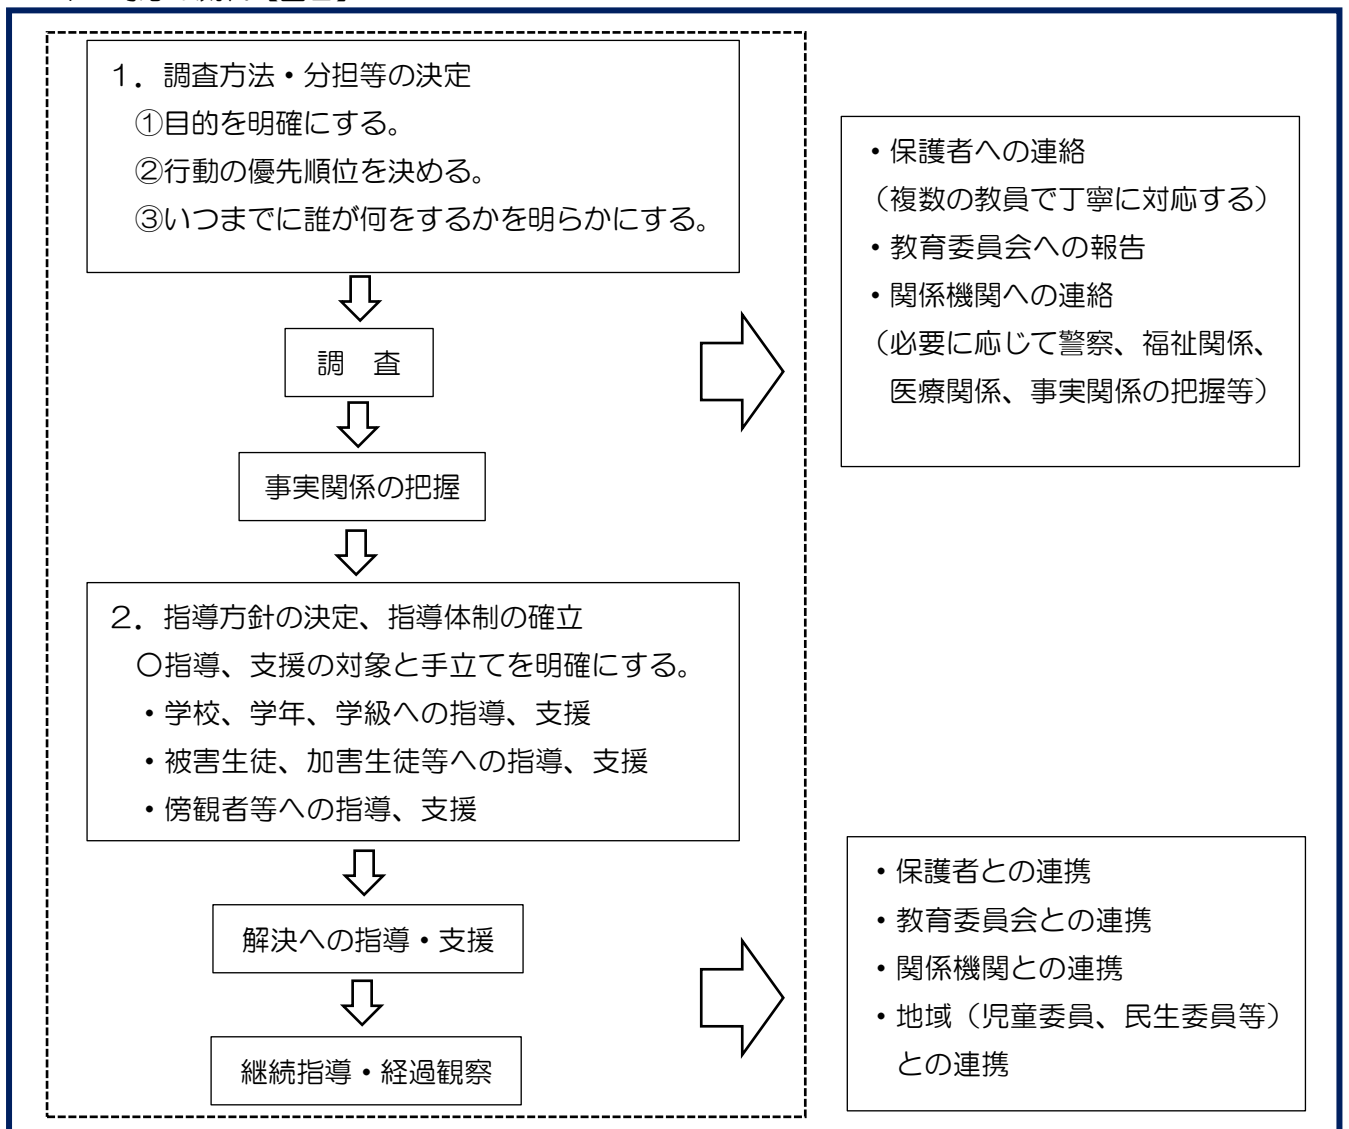 1．調査方法・分担等の決定
①目的を明確にする。
②行動の優先順位を決める。
③いつまでに誰が何をするかを明らかにする。
調　査
事実関係の把握
・保護者への連絡
（複数の教員で丁寧に対応する）
・教育委員会への報告
・関係機関への連絡
（必要に応じて警察、福祉関係、
医療関係、事実関係の把握等）
2．指導方針の決定、指導体制の確立
〇指導、支援の対象と手立てを明確にする。
・学校、学年、学級への指導、支援
・被害生徒、加害生徒等への指導、支援
・傍観者等への指導、支援
解決への指導・支援
継続指導・経過観察
・保護者との連携
・教育委員会との連携
・関係機関との連携
・地域（児童委員、民生委員等）
との連携